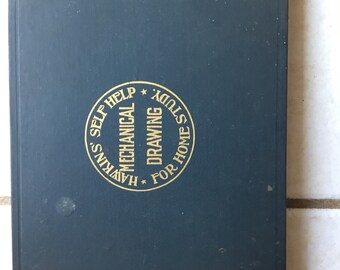 HAWKINS' SELF HELP
MECHANICAL
DRAWING
FOR HOME STUDY.